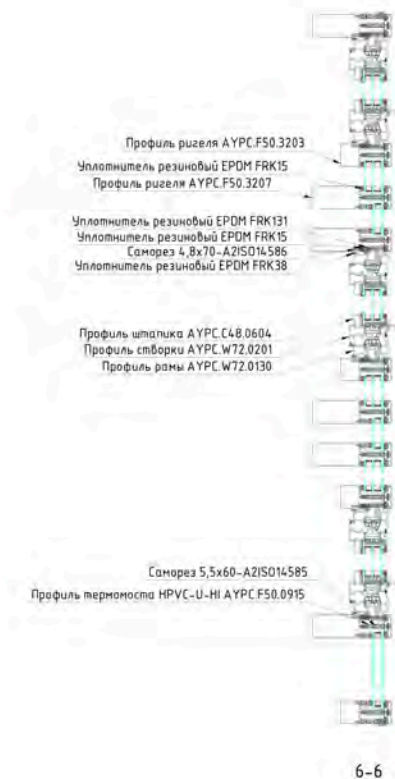 Профиль ригеля AYPC.F50.3203
Уплотнитель резиновый EPDM FRK15
Профиль ригеля AYPC.F50.3207
Уплотнитель резиновый EPDM FRK131
Уплотнитель резиновый EPDM FRK15
Саморез 4,8x70-A2ISO14586
Уплотнитель резиновый EPDM FRK38
Профиль штапика AYPC.C48.0604
Профиль створки AYPC.W72.0201
Профиль рамы AYPC.W72.0130
Саморез 5,5x60-A2ISO14585
Профиль термомоста HPVC-U-HI AYPC.F50.0915
6-6